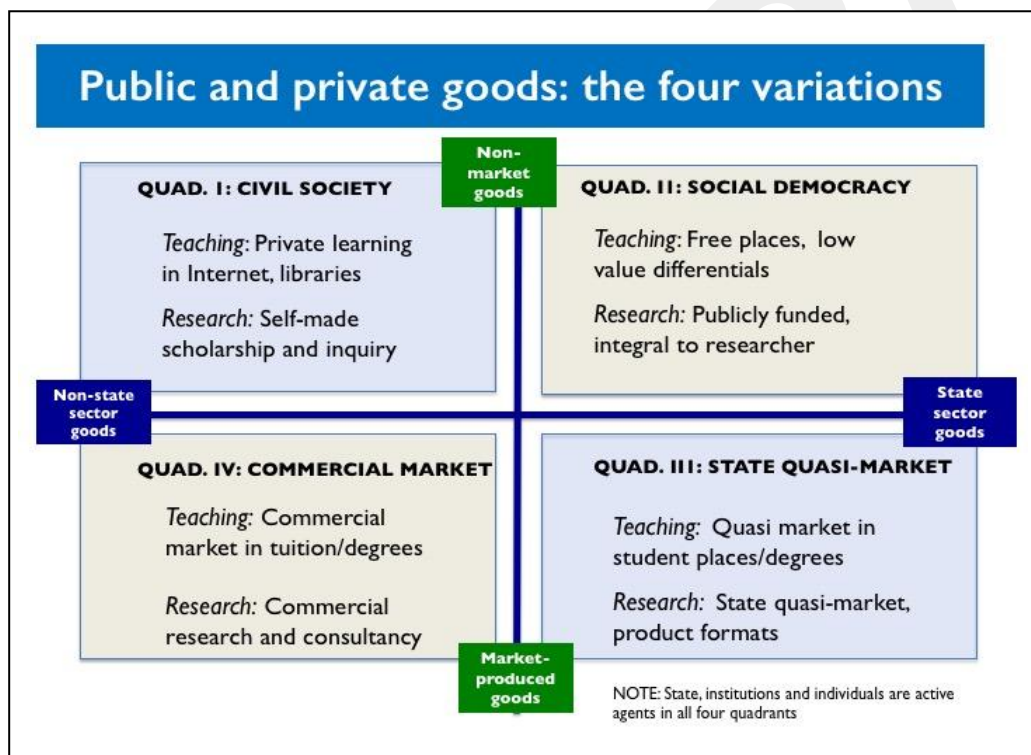 Public and private goods: the four variations
Non-
market
goods
QUAD. I: CIVIL SOCIETY
Teaching: Private learning
in Internet, libraries
Research: Self-made
scholarship and inquiry
QUAD. II: SOCIAL DEMOCRACY
Teaching: Free places, low
value differentials
Research: Publicly funded,
integral to researcher
Non-state
sector
goods
State
sector
goods
QUAD. IV: COMMERCIAL MARKET
Teaching: Commercial
market in tuition/degrees
Research: Commercial
research and consultancy
QUAD. III: STATE QUASI-MARKET
Teaching: Quasi market in
student places/degrees
Research: State quasi-market,
product formats
Market-
produced
goods
NOTE: State, institutions and individuals are active
agents in all four quadrants